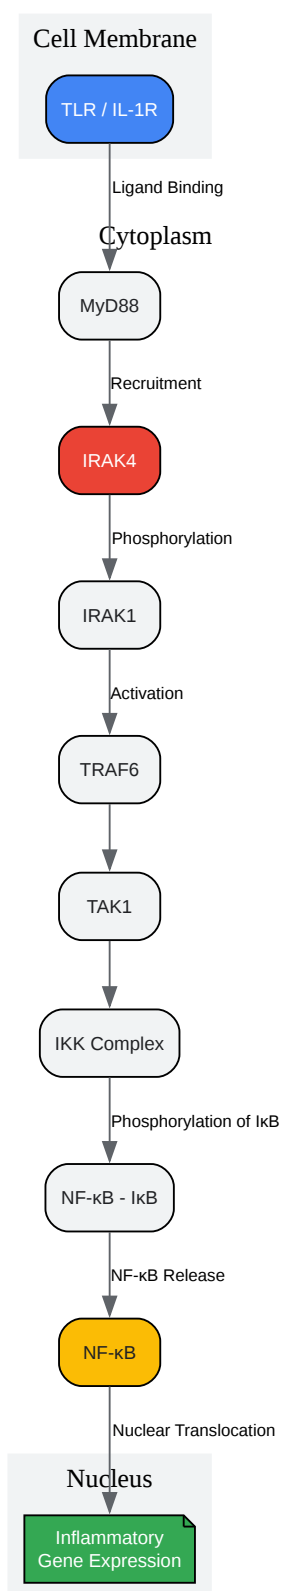 Cell Membrane
TLR / IL-1R
Ligand Binding
Cytoplasm
MyD88
Recruitment
IRAK4
Phosphorylation
IRAK1
Activation
TRAF6
TAK1
IKK Complex
Phosphorylation of IκB
NF-κB - IκB
NF-κB Release
NF-κB
Nuclear Translocation
Nucleus
Inflammatory
Gene Expression